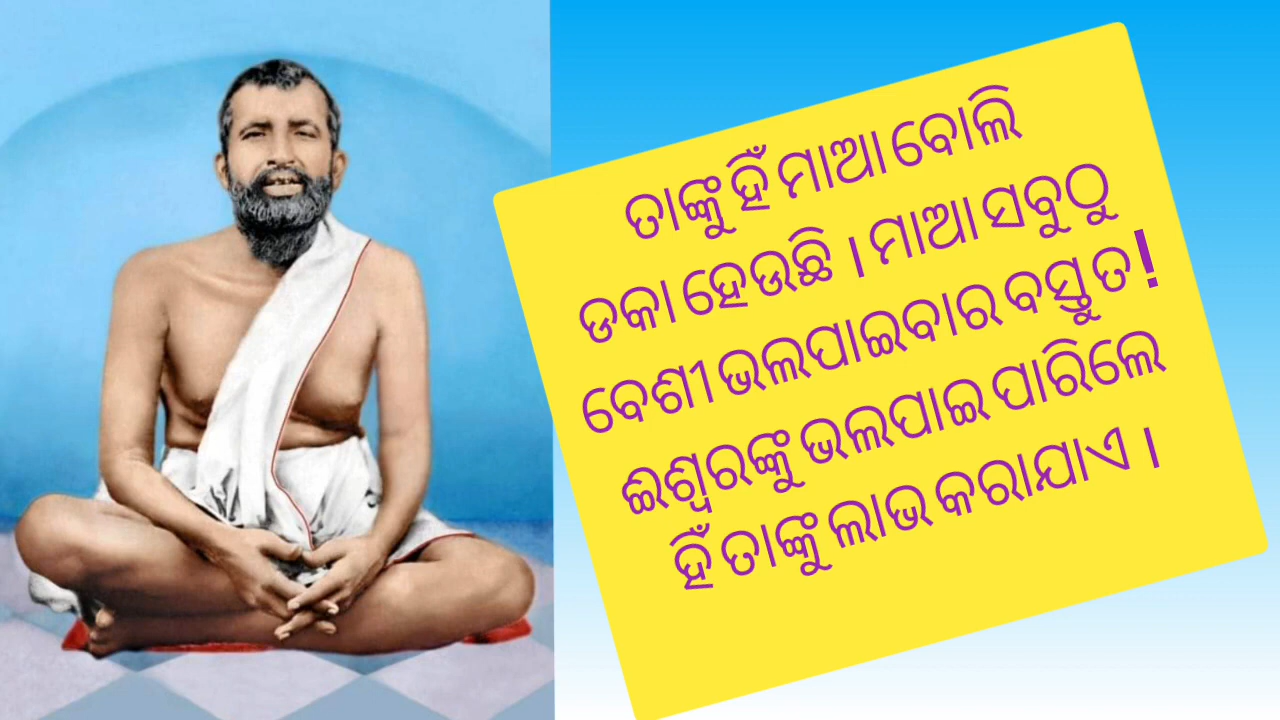 ତାଙ୍କୁ ହିଁ ମାଆ ବୋଲି
ଡକା ହେଉଛି । ମାଆ ସବୁଠୁ
ବେଶୀ ଭଲପାଇବାର ବସ୍ତୁ ତ!
ଈଶ୍ୱରଙ୍କୁ ଭଲପାଇ ପାରିଲେ
ହିଁ ତାଙ୍କୁ ଲାଭ କରାଯାଏ ।